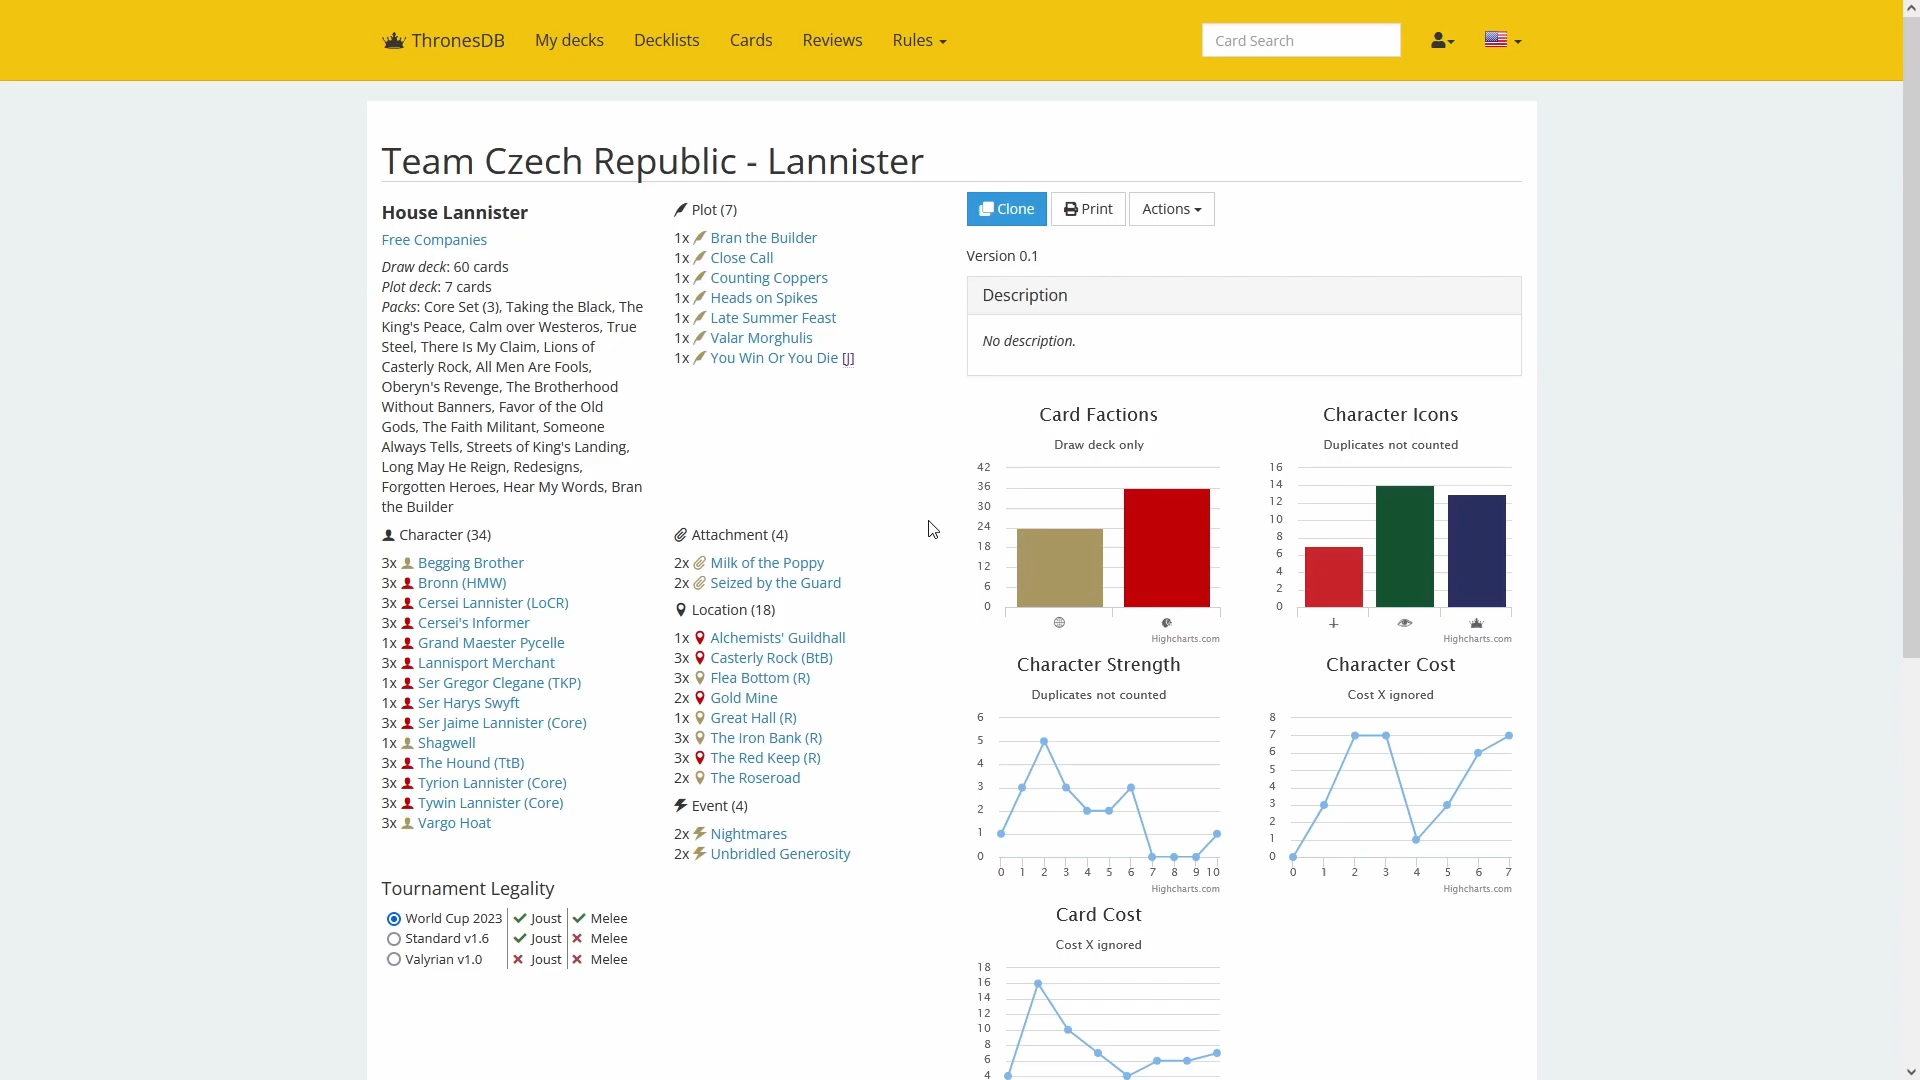 ThronesDB My decks Decklists Cards Reviews Rules Card Search
Team Czech Republic - Lannister
House Lannister
Free Companies
Draw deck: 60 cards
Plot deck: 7 cards
Packs: Core Set (3), Taking the Black, The
King's Peace, Calm over Westeros, True
Steel, There Is My Claim, Lions of
Casterly Rock, All Men Are Fools,
Oberyn's Revenge, The Brotherhood
Without Banners, Favor of the Old
Gods, The Faith Militant, Someone
Always Tells, Streets of King's Landing,
Long May He Reign, Redesigns,
Forgotten Heroes, Hear My Words, Bran
the Builder
Plot (7)
1x Bran the Builder
1x Close Call
1x Counting Coppers
1x Heads on Spikes
1x Late Summer Feast
1x Valar Morghulis
1x You Win Or You Die [J]
Character (34)
3x Begging Brother
3x Bronn (HMW)
3x Cersei Lannister (LoCR)
3x Cersei's Informer
1x Grand Maester Pycelle
3x Lannisport Merchant
1x Ser Gregor Clegane (TKP)
1x Ser Harys Swyft
3x Ser Jaime Lannister (Core)
1x Shagwell
3x The Hound (TtB)
3x Tyrion Lannister (Core)
3x Tywin Lannister (Core)
3x Vargo Hoat
Attachment (4)
2x Milk of the Poppy
2x Seized by the Guard
Location (18)
1x Alchemists' Guildhall
3x Casterly Rock (BtB)
3x Flea Bottom (R)
2x Gold Mine
1x Great Hall (R)
3x The Iron Bank (R)
3x The Red Keep (R)
2x The Roseroad
Event (4)
2x Nightmares
2x Unbridled Generosity
Tournament Legality
World Cup 2023 Joust Melee
Standard v1.6 Joust Melee
Valyrian v1.0 Joust Melee
Clone Print Actions
Version 0.1
Description
No description.
Card Factions
Draw deck only
42
36
30
24
18
12
6
0
Highcharts.com
Character Icons
Duplicates not counted
16
14
12
10
8
6
4
2
0
Highcharts.com
Character Strength
Duplicates not counted
6
5
4
3
2
1
0
0 1 2 3 4 5 6 7 8 9 10
Highcharts.com
Character Cost
Cost X ignored
8
7
6
5
4
3
2
1
0
0 1 2 3 4 5 6 7
Highcharts.com
Card Cost
Cost X ignored
18
16
14
12
10
8
6
4